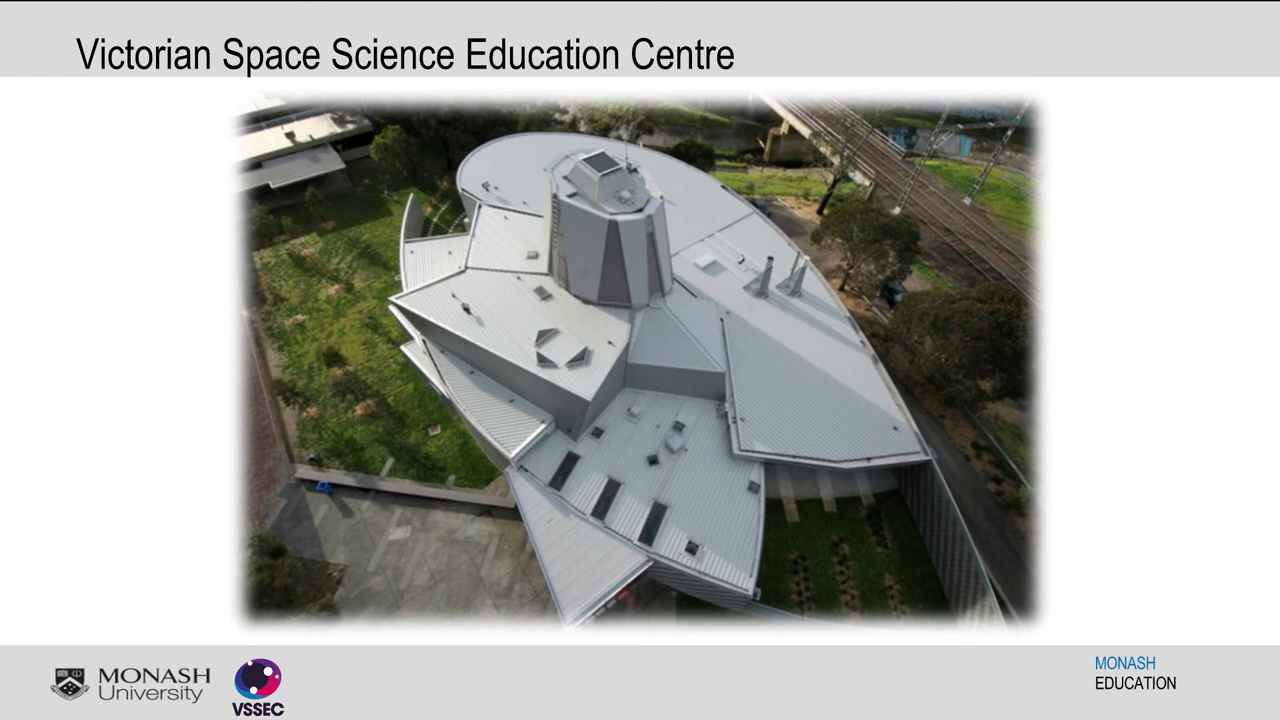 Victorian Space Science Education Centre
MONASH
University
VSSEC
MONASH
EDUCATION